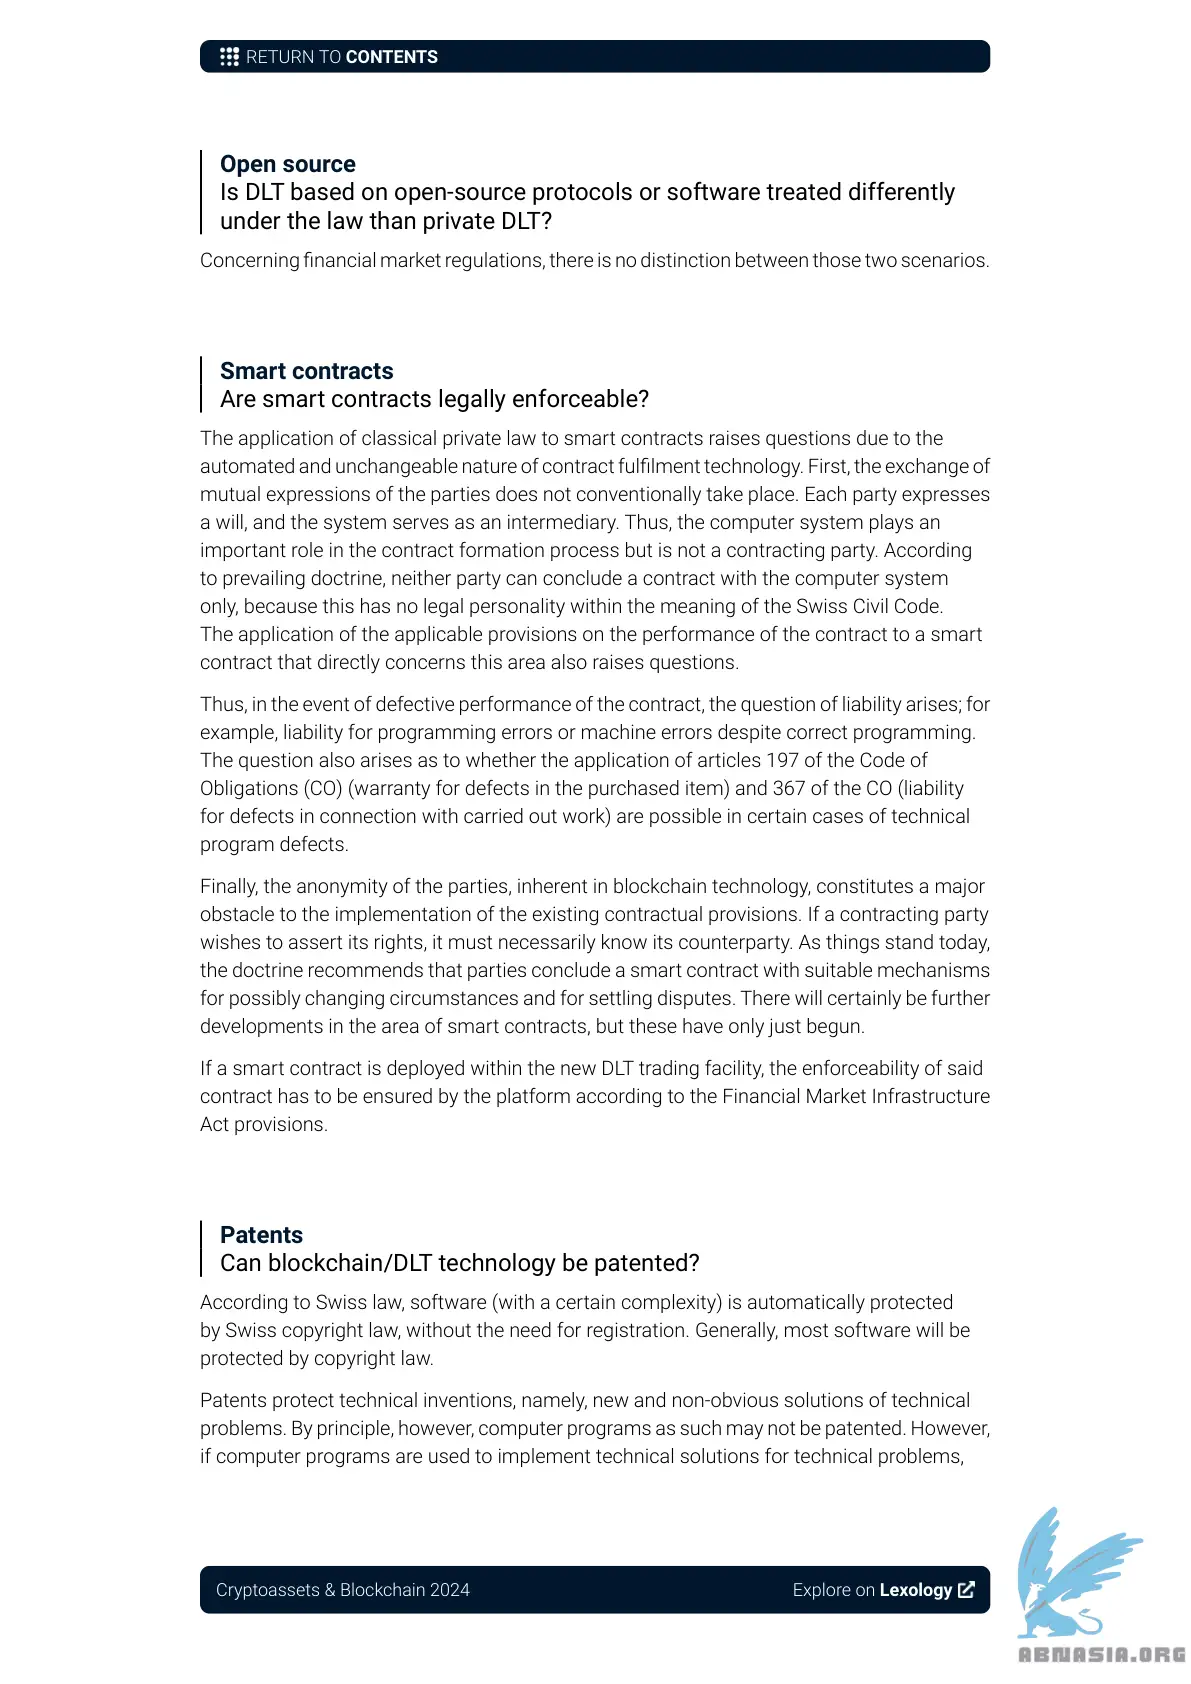 RETURN TO CONTENTS
Open source
Is DLT based on open-source protocols or software treated differently
under the law than private DLT?
Concerning financial market regulations, there is no distinction between those two scenarios.
Smart contracts
Are smart contracts legally enforceable?
The application of classical private law to smart contracts raises questions due to the
automated and unchangeable nature of contract fulfilment technology. First, the exchange of
mutual expressions of the parties does not conventionally take place. Each party expresses
a will, and the system serves as an intermediary. Thus, the computer system plays an
important role in the contract formation process but is not a contracting party. According
to prevailing doctrine, neither party can conclude a contract with the computer system
only, because this has no legal personality within the meaning of the Swiss Civil Code.
The application of the applicable provisions on the performance of the contract to a smart
contract that directly concerns this area also raises questions.
Thus, in the event of defective performance of the contract, the question of liability arises; for
example, liability for programming errors or machine errors despite correct programming.
The question also arises as to whether the application of articles 197 of the Code of
Obligations (CO) (warranty for defects in the purchased item) and 367 of the CO (liability
for defects in connection with carried out work) are possible in certain cases of technical
program defects.
Finally, the anonymity of the parties, inherent in blockchain technology, constitutes a major
obstacle to the implementation of the existing contractual provisions. If a contracting party
wishes to assert its rights, it must necessarily know its counterparty. As things stand today,
the doctrine recommends that parties conclude a smart contract with suitable mechanisms
for possibly changing circumstances and for settling disputes. There will certainly be further
developments in the area of smart contracts, but these have only just begun.
If a smart contract is deployed within the new DLT trading facility, the enforceability of said
contract has to be ensured by the platform according to the Financial Market Infrastructure
Act provisions.
Patents
Can blockchain/DLT technology be patented?
According to Swiss law, software (with a certain complexity) is automatically protected
by Swiss copyright law, without the need for registration. Generally, most software will be
protected by copyright law.
Patents protect technical inventions, namely, new and non-obvious solutions of technical
problems. By principle, however, computer programs as such may not be patented. However,
if computer programs are used to implement technical solutions for technical problems,
Cryptoassets & Blockchain 2024
Explore on Lexology
ABNASIA.ORG